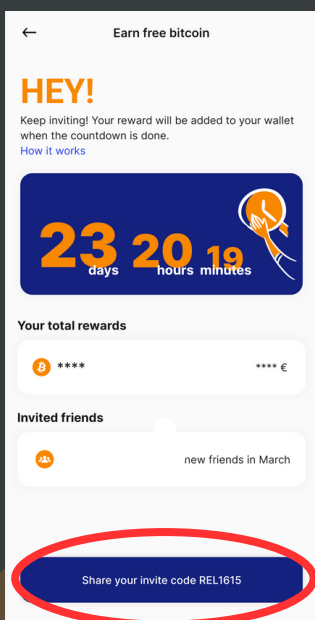 Earn free bitcoin
HEY!
Keep inviting! Your reward will be added to your wallet
when the countdown is done.
How it works
23 20 19
days hours minutes
Your total rewards
**** **** €
Invited friends
new friends in March
Share your invite code REL1615